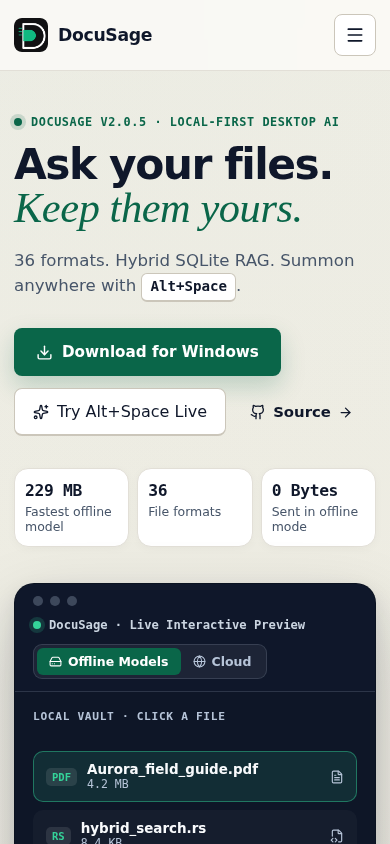 DocuSage
DOCUSAGE V2.0.5 · LOCAL-FIRST DESKTOP AI
Ask your files.
Keep them yours.
36 formats. Hybrid SQLite RAG. Summon
anywhere with Alt+Space.
Download for Windows
Try Alt+Space Live
Source →
229 MB
Fastest offline
model
36
File formats
0 Bytes
Sent in offline
mode
DocuSage · Live Interactive Preview
Offline Models
Cloud
LOCAL VAULT · CLICK A FILE
PDF
Aurora_field_guide.pdf
4.2 MB
RS
hybrid_search.rs
8.4 KB